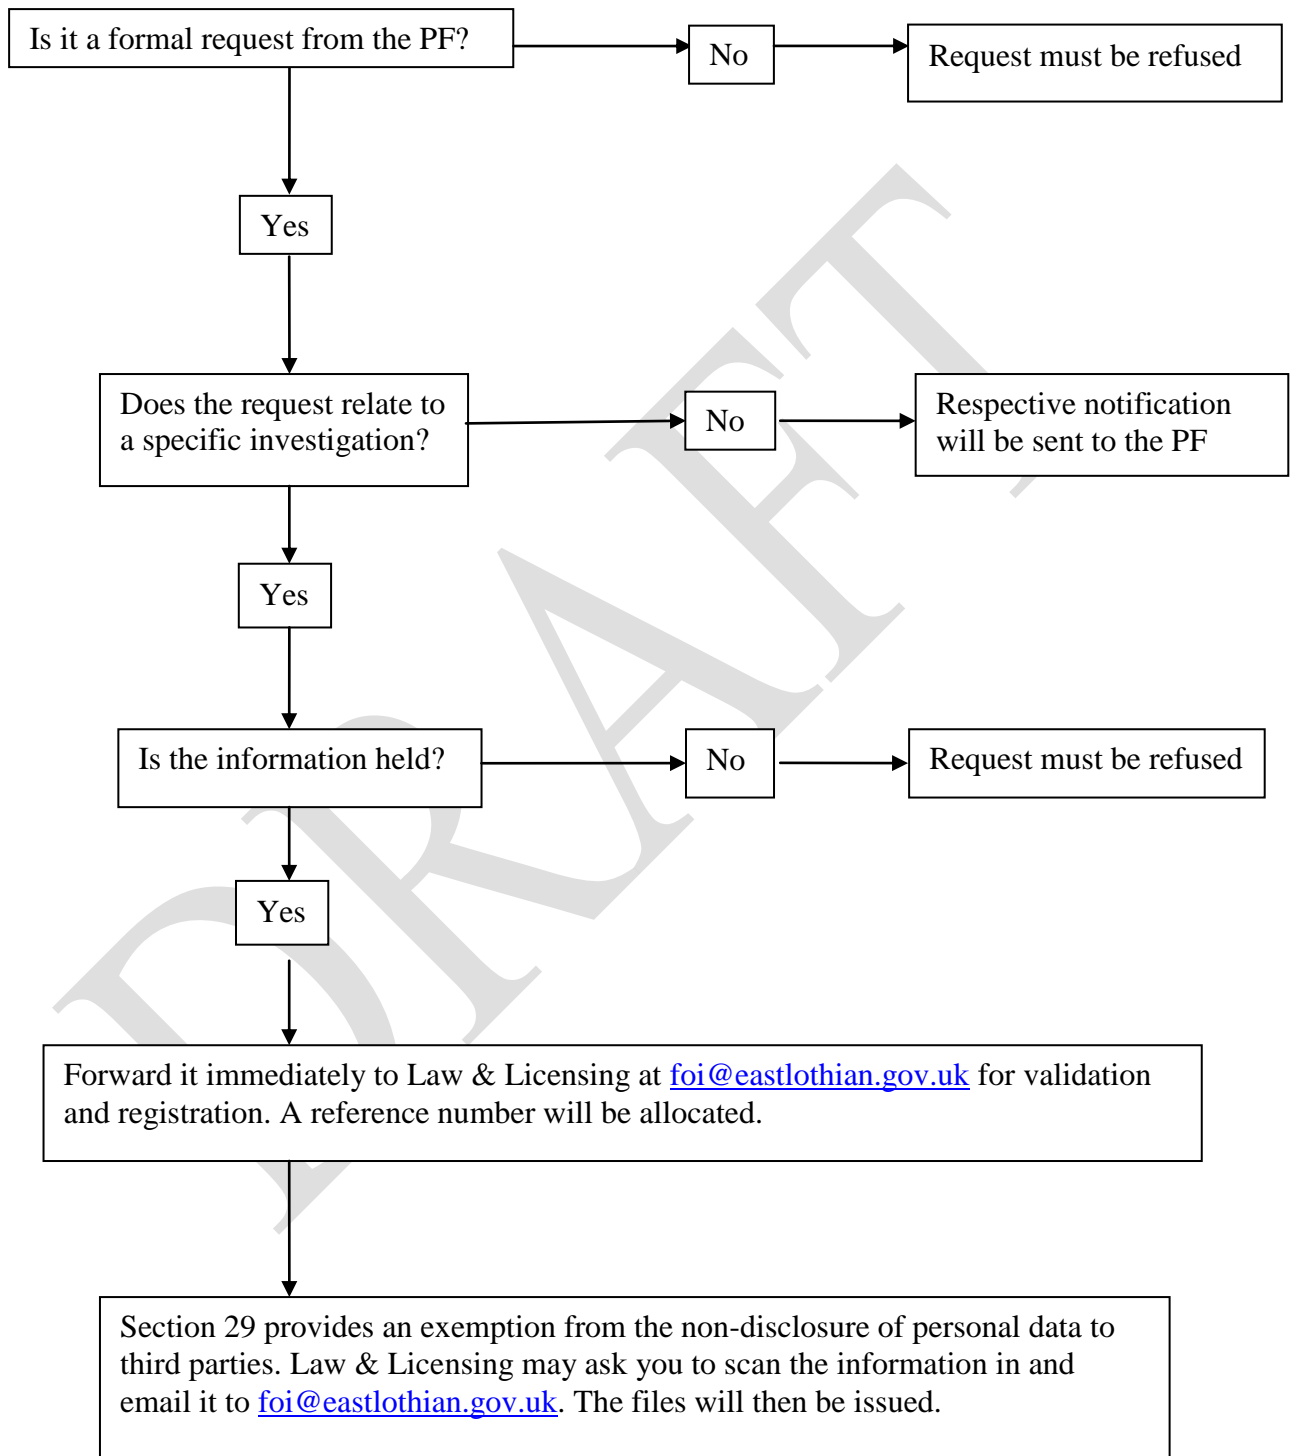 Is it a formal request from the PF?
No
Request must be refused
Yes
Does the request relate to
a specific investigation?
No
Respective notification
will be sent to the PF
Yes
Is the information held?
No
Request must be refused
Yes
Forward it immediately to Law & Licensing at foi@eastlothian.gov.uk for validation
and registration. A reference number will be allocated.
Section 29 provides an exemption from the non-disclosure of personal data to
third parties. Law & Licensing may ask you to scan the information in and
email it to foi@eastlothian.gov.uk. The files will then be issued.
DRAFT